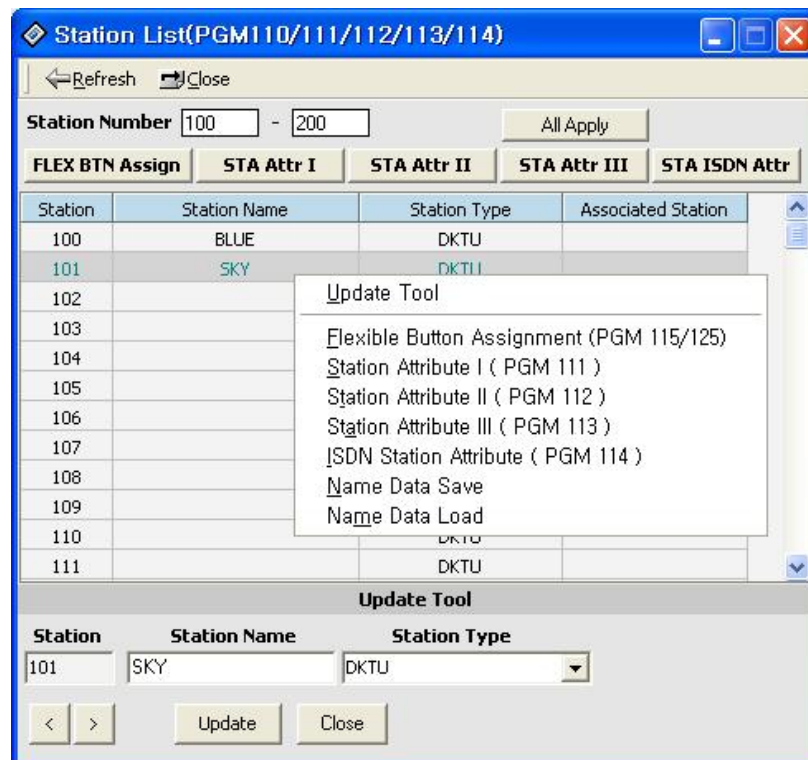 Station List(PGM110/111/112/113/114)
Refresh Close
Station Number 100 - 200 All Apply
FLEX BTN Assign STA Attr I STA Attr II STA Attr III STA ISDN Attr
Station Station Name Station Type Associated Station
100 BLUE DKTU
101 SKY DKTU
102
103
104
105
106
107
108
109
110 DKTU
111 DKTU
Update Tool
Flexible Button Assignment (PGM 115/125)
Station Attribute I ( PGM 111 )
Station Attribute II ( PGM 112 )
Station Attribute III ( PGM 113 )
ISDN Station Attribute ( PGM 114 )
Name Data Save
Name Data Load
Update Tool
Station Station Name Station Type
101 SKY DKTU
< > Update Close